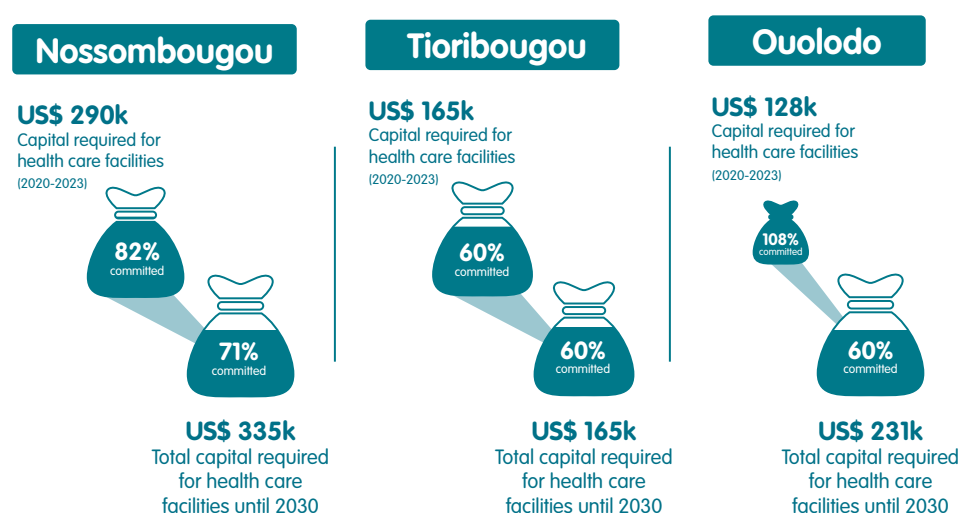 Nossombougou
US$ 290k
Capital required for
health care facilities
(2020-2023)
82%
committed
71%
committed
US$ 335k
Total capital required
for health care
facilities until 2030
Tioribougou
US$ 165k
Capital required for
health care facilities
(2020-2023)
60%
committed
60%
committed
US$ 165k
Total capital required
for health care
facilities until 2030
Ouolodo
US$ 128k
Capital required for
health care facilities
(2020-2023)
108%
committed
60%
committed
US$ 231k
Total capital required
for health care
facilities until 2030